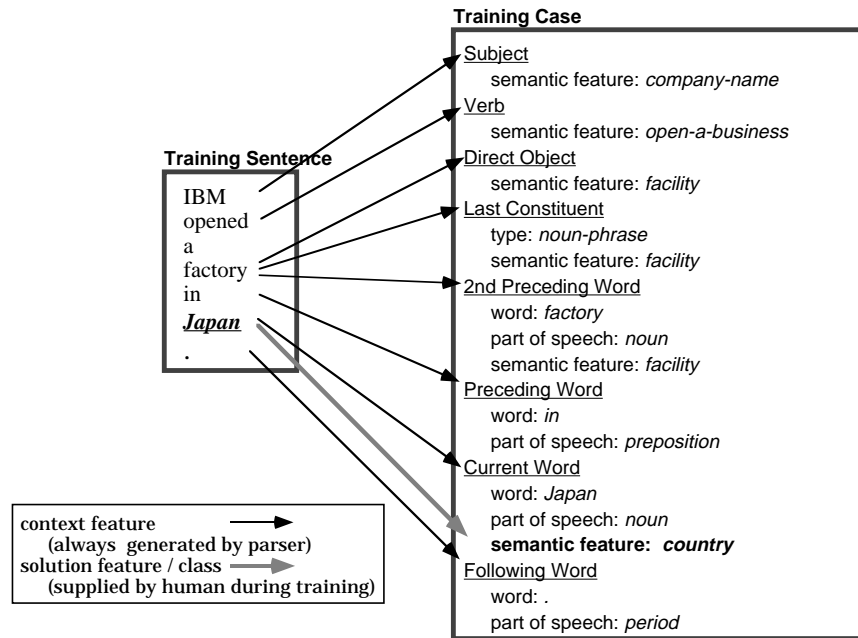 Training Case
Subject
semantic feature: company-name
Verb
semantic feature: open-a-business
Direct Object
semantic feature: facility
Last Constituent
type: noun-phrase
semantic feature: facility
2nd Preceding Word
word: factory
part of speech: noun
semantic feature: facility
Preceding Word
word: in
part of speech: preposition
Current Word
word: Japan
part of speech: noun
semantic feature: country
Following Word
word: .
part of speech: period
Training Sentence
IBM
opened
a
factory
in
Japan
.
context feature
(always generated by parser)
solution feature / class
(supplied by human during training)